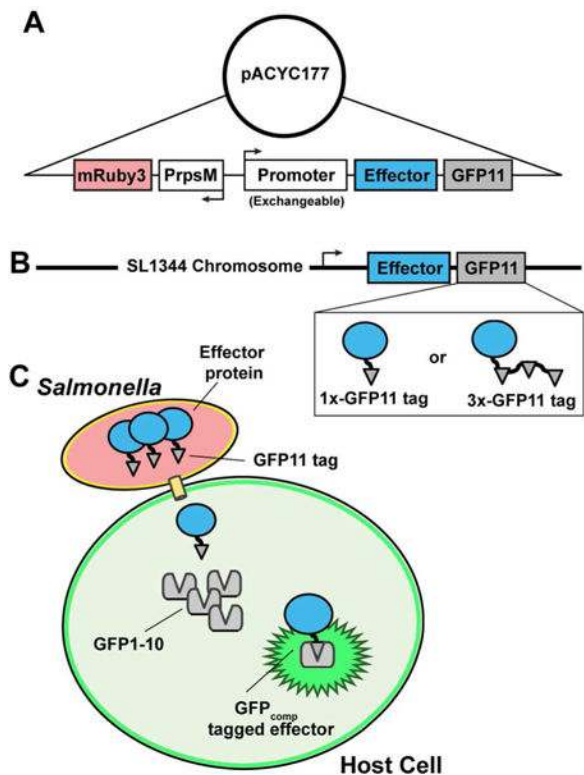 A
pACYC177
mRuby3 PrpsM Promoter Effector GFP11
(Exchangeable)
B
SL1344 Chromosome Effector GFP11
or
1x-GFP11 tag 3x-GFP11 tag
C
Salmonella
Effector
protein
GFP11 tag
GFP1-10
GFPcomp
tagged effector
Host Cell